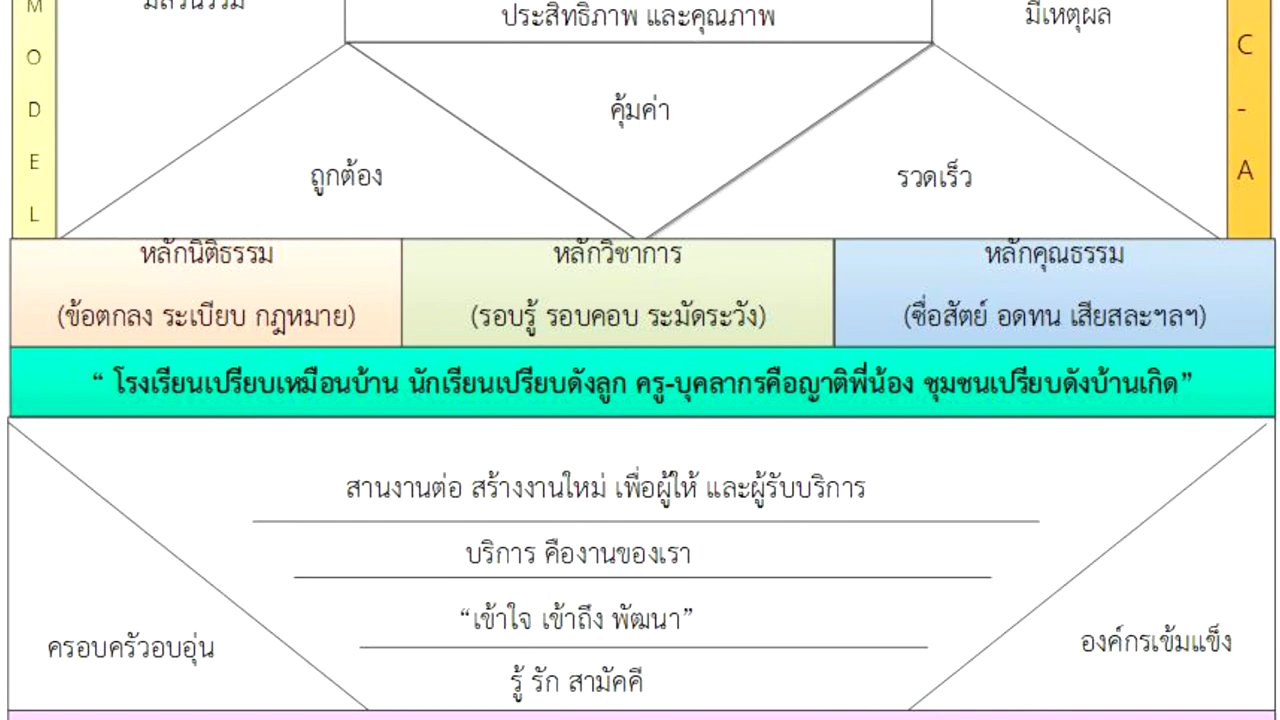 มีส่วนร่วม
ประสิทธิภาพ และคุณภาพ
มีเหตุผล
M
O
D
E
L
C
-
A
คุ้มค่า
ถูกต้อง
รวดเร็ว
หลักนิติธรรม
(ข้อตกลง ระเบียบ กฎหมาย)
หลักวิชาการ
(รอบรู้ รอบคอบ ระมัดระวัง)
หลักคุณธรรม
(ซื่อสัตย์ อดทน เสียสละฯลฯ)
“ โรงเรียนเปรียบเหมือนบ้าน นักเรียนเปรียบดังลูก ครู-บุคลากรคือญาติพี่น้อง ชุมชนเปรียบดังบ้านเกิด”
สานงานต่อ สร้างงานใหม่ เพื่อผู้ให้ และผู้รับบริการ
บริการ คืองานของเรา
“เข้าใจ เข้าถึง พัฒนา”
ครอบครัวอบอุ่น
องค์กรเข้มแข็ง
รู้ รัก สามัคคี